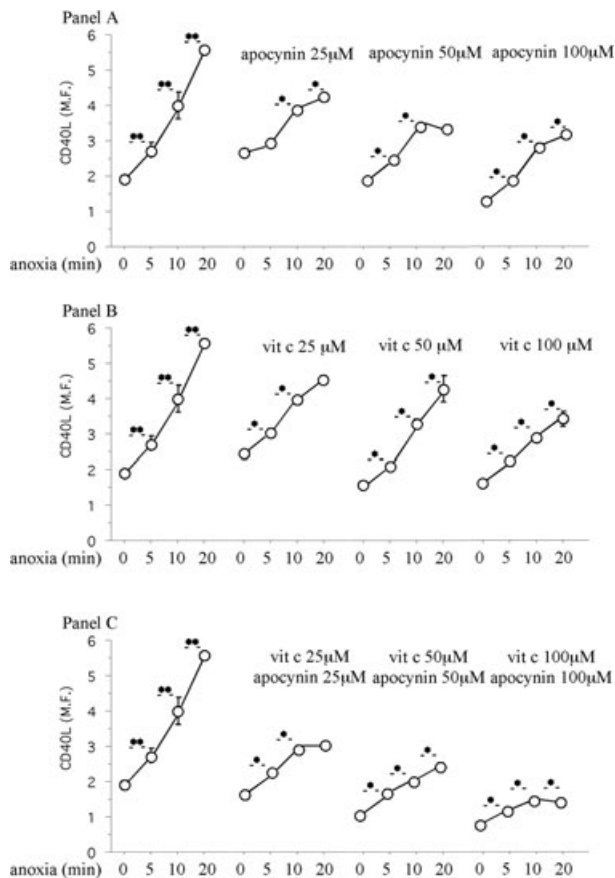 Panel A
apocynin 25μM apocynin 50μM apocynin 100μM
CD40L (M.F.)
6
5
4
3
2
1
0
anoxia (min) 0 5 10 20 0 5 10 20 0 5 10 20 0 5 10 20
Panel B
vit c 25 μM vit c 50 μM vit c 100 μM
CD40L (M.F.)
6
5
4
3
2
1
0
anoxia (min) 0 5 10 20 0 5 10 20 0 5 10 20 0 5 10 20
Panel C
vit c 25μM vit c 50μM vit c 100μM
apocynin 25μM apocynin 50μM apocynin 100μM
CD40L (M.F.)
6
5
4
3
2
1
0
anoxia (min) 0 5 10 20 0 5 10 20 0 5 10 20 0 5 10 20